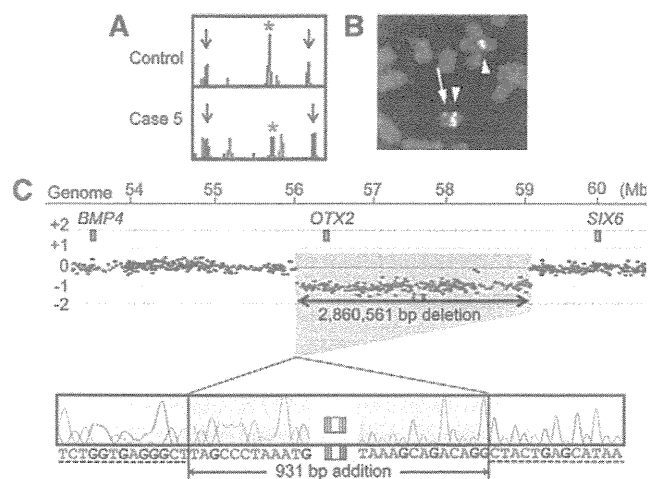 A
B
Control
Case 5
*
*
C
Genome 54 55 56 57 58 59 60 (Mb
BMP4 OTX2 SIX6
+2
+1
0
-1
-2
2,860,561 bp deletion
TCTGGTGAGGGCTTAGCCCTAAATG TAAAGCAGACAGGCTACTGAGCATAA
931 bp addition